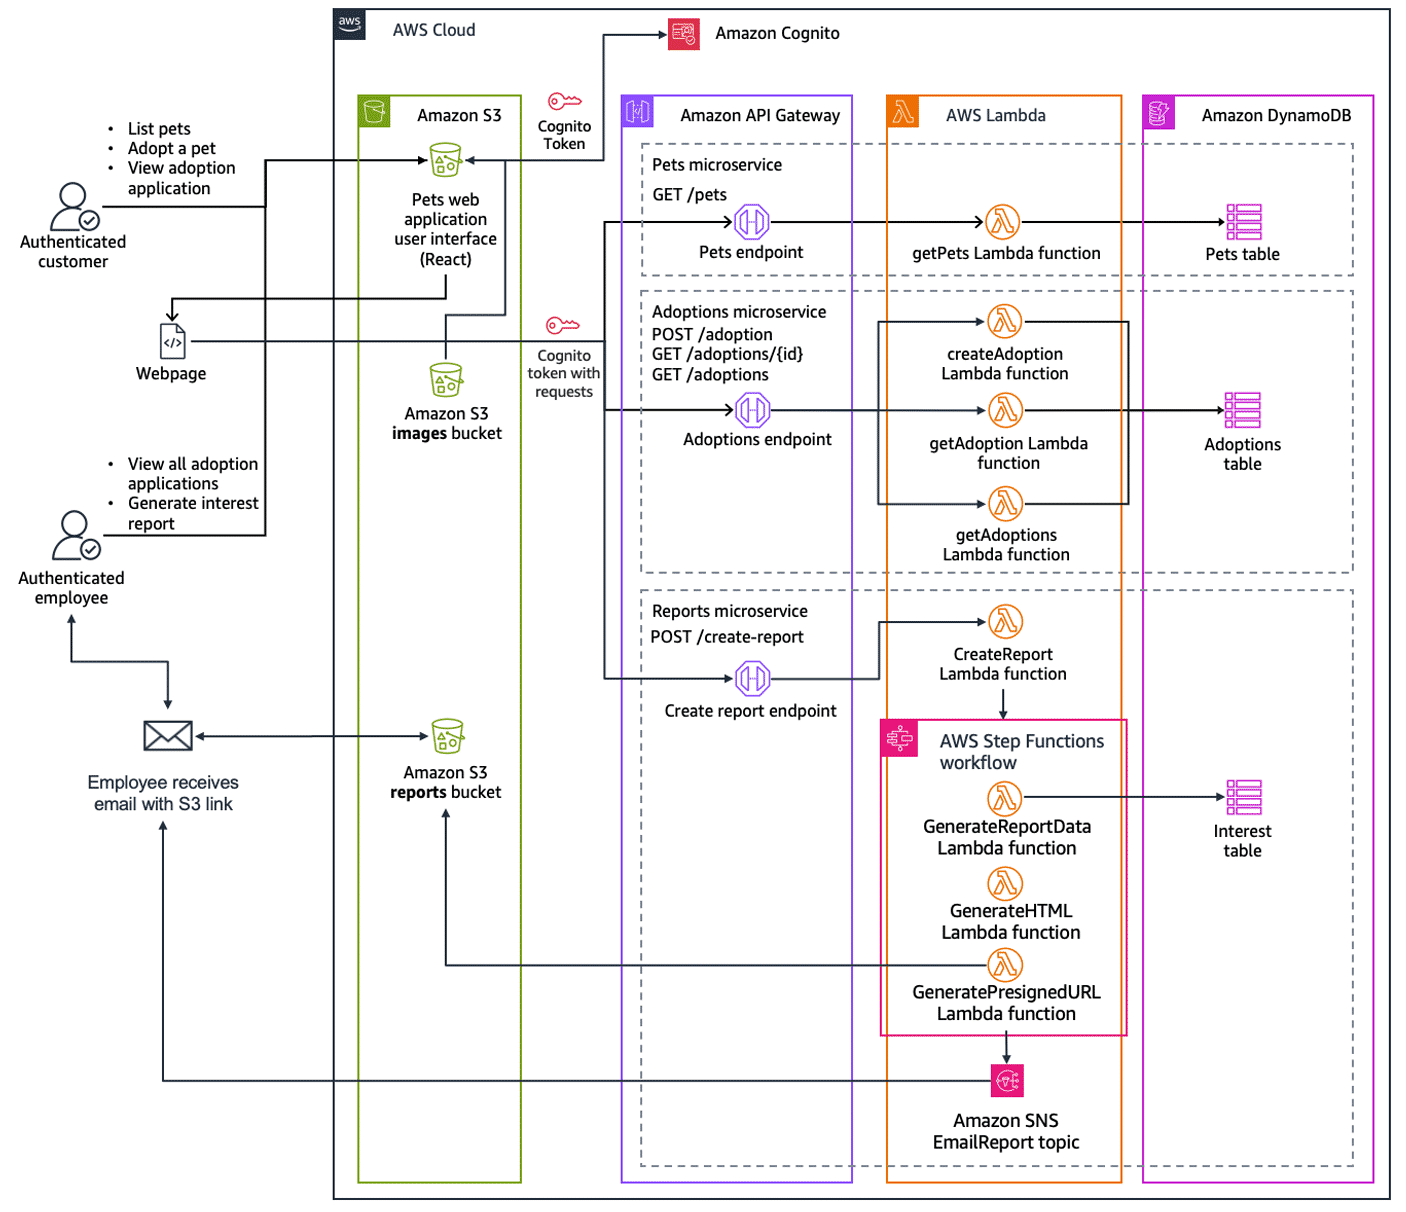 aws
AWS Cloud
Amazon Cognito
Amazon S3
Cognito
Token
Amazon API Gateway
AWS Lambda
Amazon DynamoDB
• List pets
• Adopt a pet
• View adoption
application
Authenticated
customer
Pets web
application
user interface
(React)
Pets microservice
GET /pets
Pets endpoint
getPets Lambda function
Pets table
Webpage
Cognito
token with
requests
Amazon S3
images bucket
Adoptions microservice
POST /adoption
GET /adoptions/{id}
GET /adoptions
Adoptions endpoint
createAdoption
Lambda function
getAdoption Lambda
function
getAdoptions
Lambda function
Adoptions
table
• View all adoption
applications
• Generate interest
report
Authenticated
employee
Reports microservice
POST /create-report
Create report endpoint
CreateReport
Lambda function
Employee receives
email with S3 link
Amazon S3
reports bucket
AWS Step Functions
workflow
GenerateReportData
Lambda function
GenerateHTML
Lambda function
GeneratePresignedURL
Lambda function
Interest
table
Amazon SNS
EmailReport topic